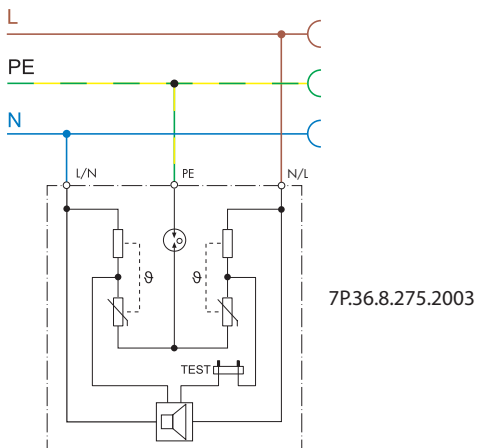 L
PE
N
L/N PE N/L
ϑ ϑ
7P.36.8.275.2003
TEST